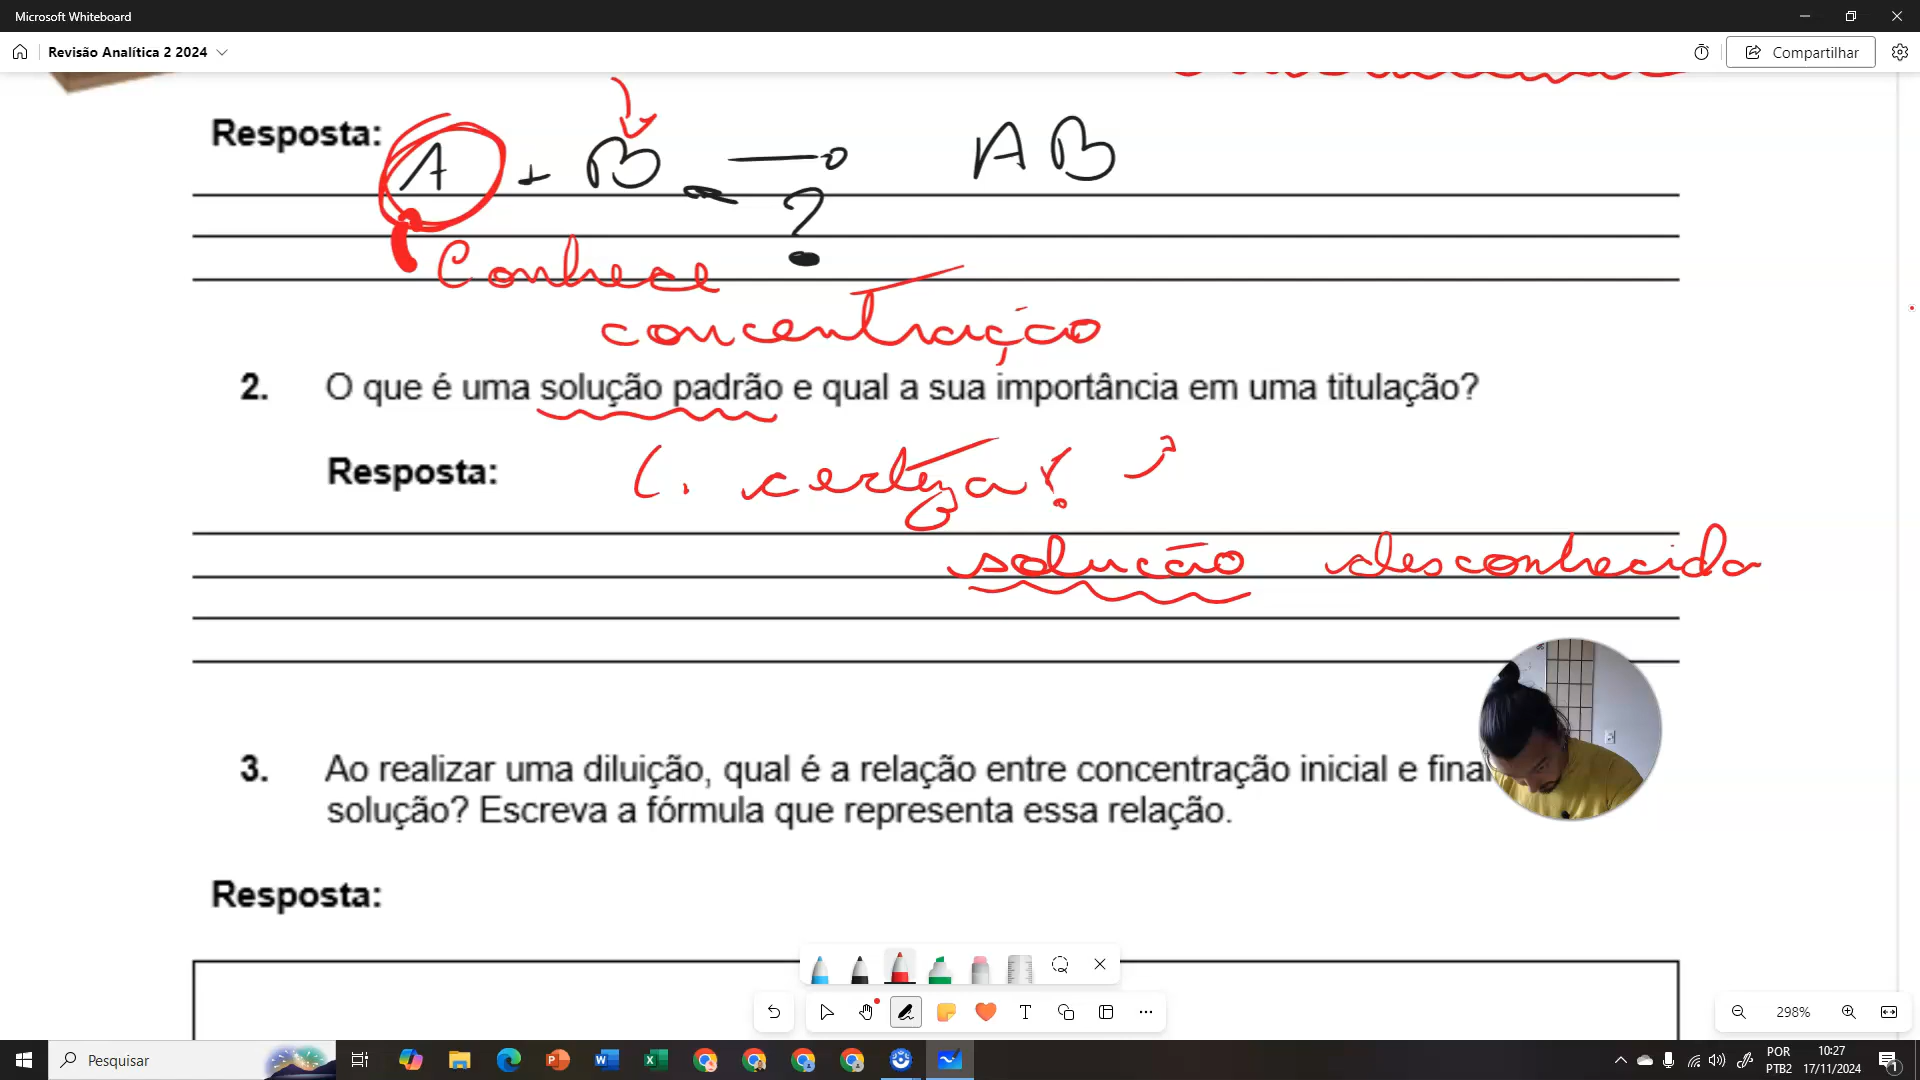 Microsoft Whiteboard
Revisão Analítica 2 2024
Compartilhar
Resposta: A + B → AB
= ?
Conhece
concentração
2. O que é uma solução padrão e qual a sua importância em uma titulação?
Resposta: certeza!
solução desconhecida
3. Ao realizar uma diluição, qual é a relação entre concentração inicial e final
solução? Escreva a fórmula que representa essa relação.
Resposta:
T
298%
Pesquisar
POR
PTB2
10:27
17/11/2024
1